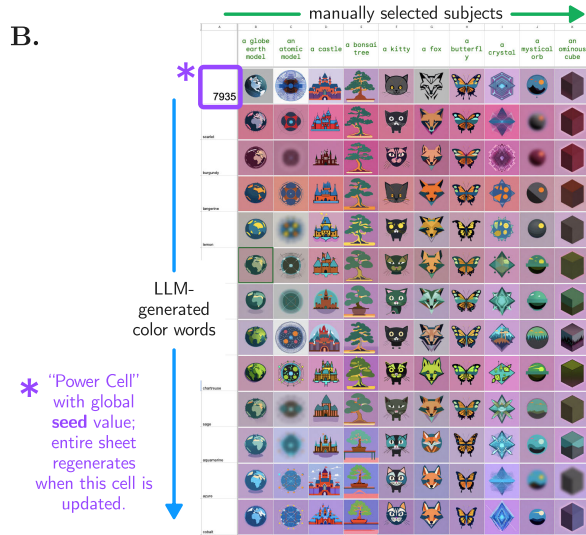 manually selected subjects
B.
A B C D E F G H I J K
a globe earth model
an atomic model
a castle
a bonsai tree
a kitty
a fox
a butterfl
y
a crystal
a mystical orb
an ominous cube
*
7935
scarlet
burgundy
tangerine
lemon
LLM-
generated
color words
chartreuse
sage
aquamarine
azure
cobalt
* "Power Cell"
with global
seed value;
entire sheet
regenerates
when this cell is
updated.